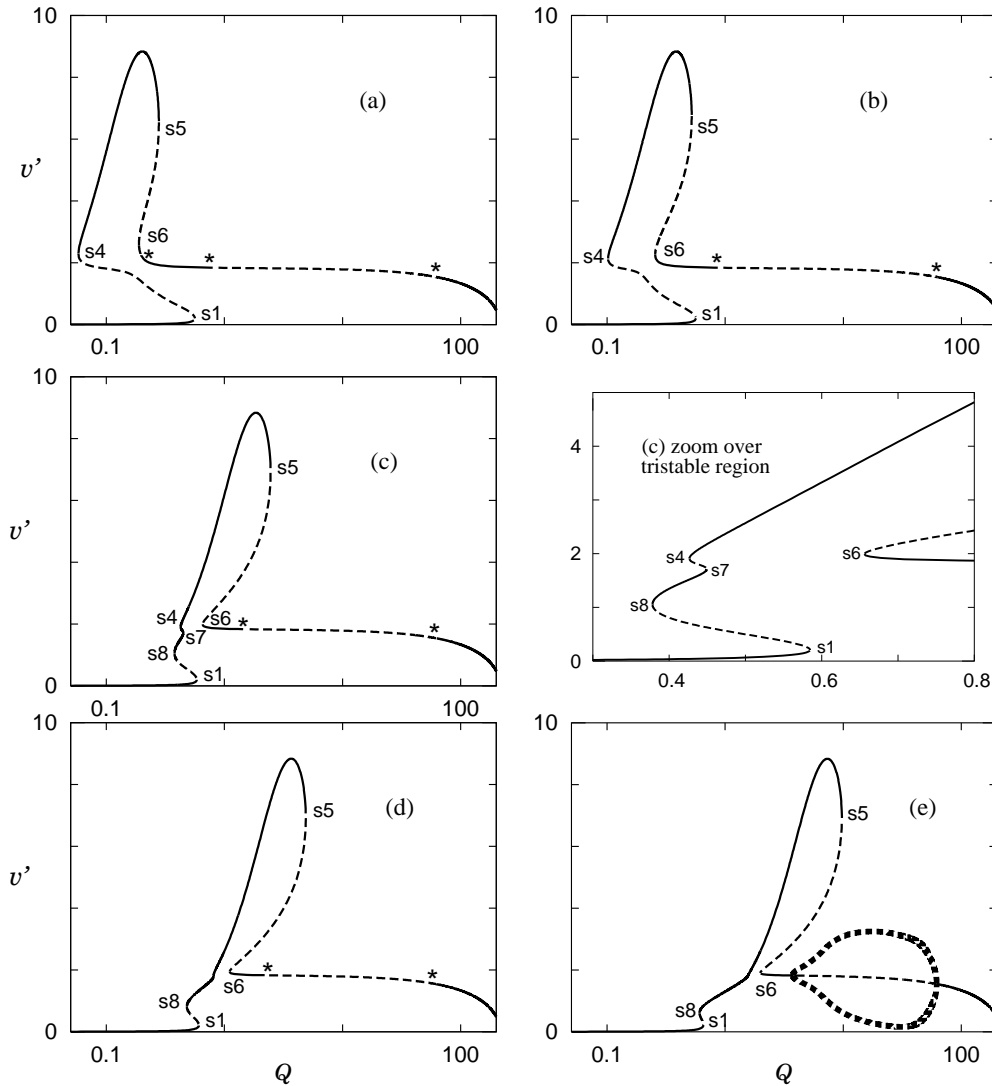 10
(a)
s5
v'
s4
s6
*
*
*
s1
0
0.1
100
10
(b)
s5
s4
s6
*
*
s1
0
0.1
100
10
(c)
s5
v'
s4
s6
*
*
s7
s8
s1
0
0.1
100
4
(c) zoom over
tristable region
2
s4
s7
s6
s8
s1
0
0.4
0.6
0.8
10
(d)
s5
v'
s6
*
*
s8
s1
0
0.1
100
Q
10
(e)
s5
s6
s8
s1
0
0.1
100
Q